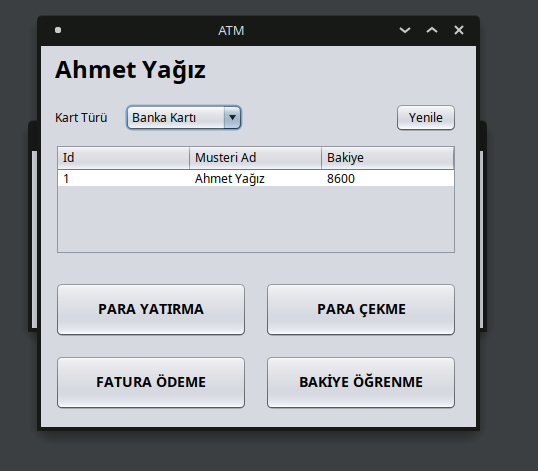 ATM
Ahmet Yağız
Kart Türü Banka Kartı Yenile
Id Musteri Ad Bakiye
1 Ahmet Yağız 8600
PARA YATIRMA PARA ÇEKME
FATURA ÖDEME BAKİYE ÖĞRENME